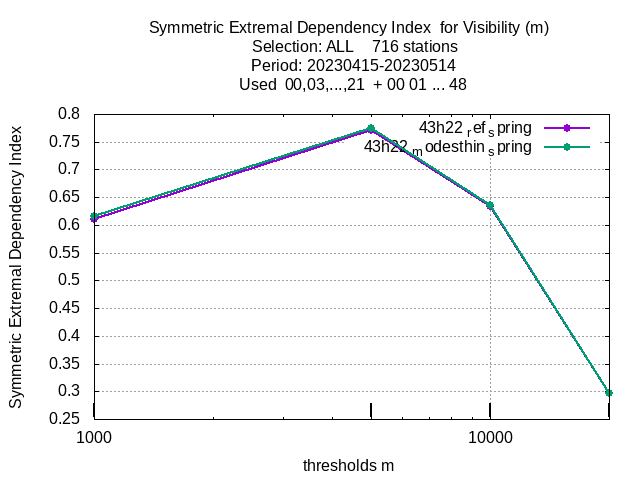 Symmetric Extremal Dependency Index  for Visibility (m)
Selection: ALL    716 stations
Period: 20230415-20230514
Used  00,03,...,21  + 00 01 ... 48
43h22refspring
43h22modesthinspring
Symmetric Extremal Dependency Index
0.8
0.75
0.7
0.65
0.6
0.55
0.5
0.45
0.4
0.35
0.3
0.25
1000
10000
thresholds m